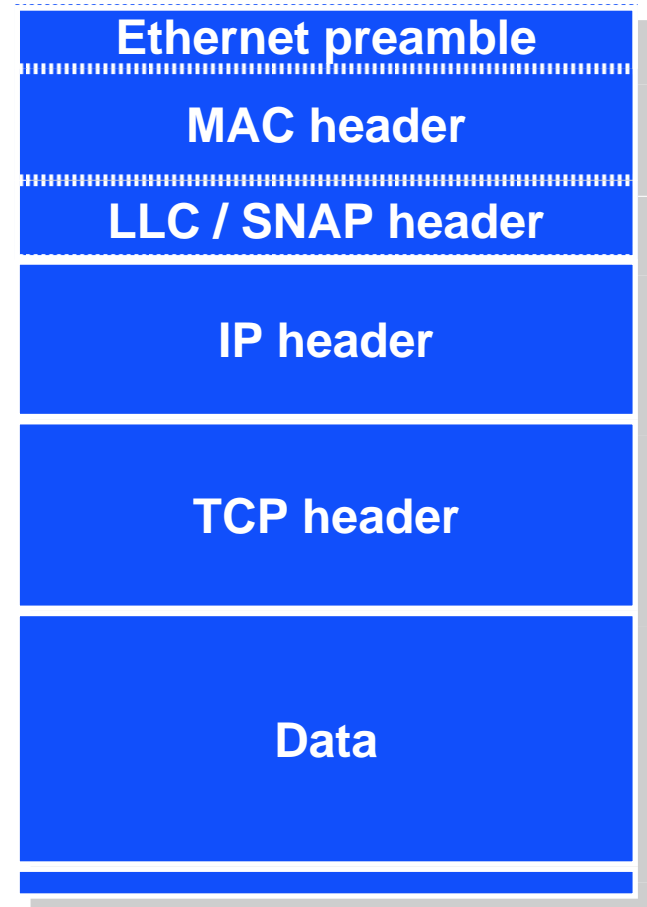 Ethernet preamble
MAC header
LLC / SNAP header
IP header
TCP header
Data